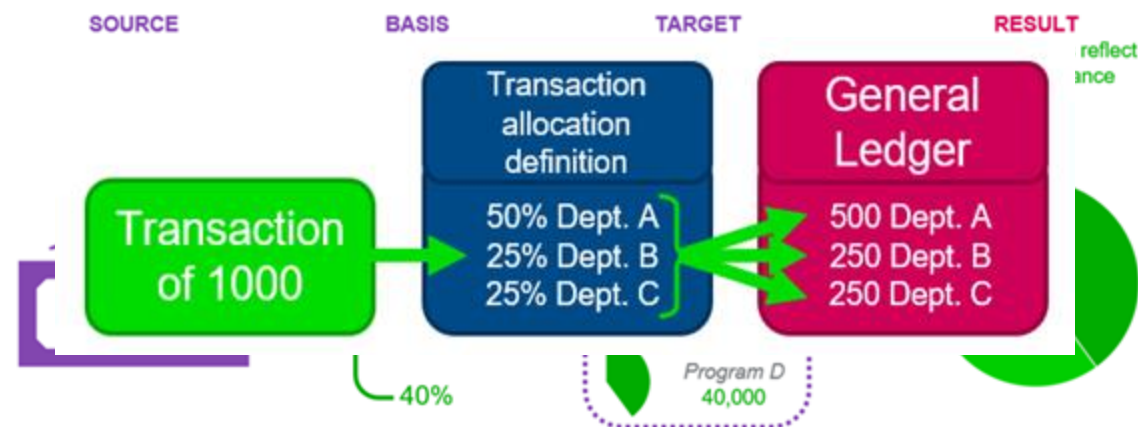 SOURCE BASIS TARGET RESULT
reflect
ance
Transaction
allocation
definition
General
Ledger
Transaction
of 1000
50% Dept. A
25% Dept. B
25% Dept. C
500 Dept. A
250 Dept. B
250 Dept. C
40%
Program D
40,000